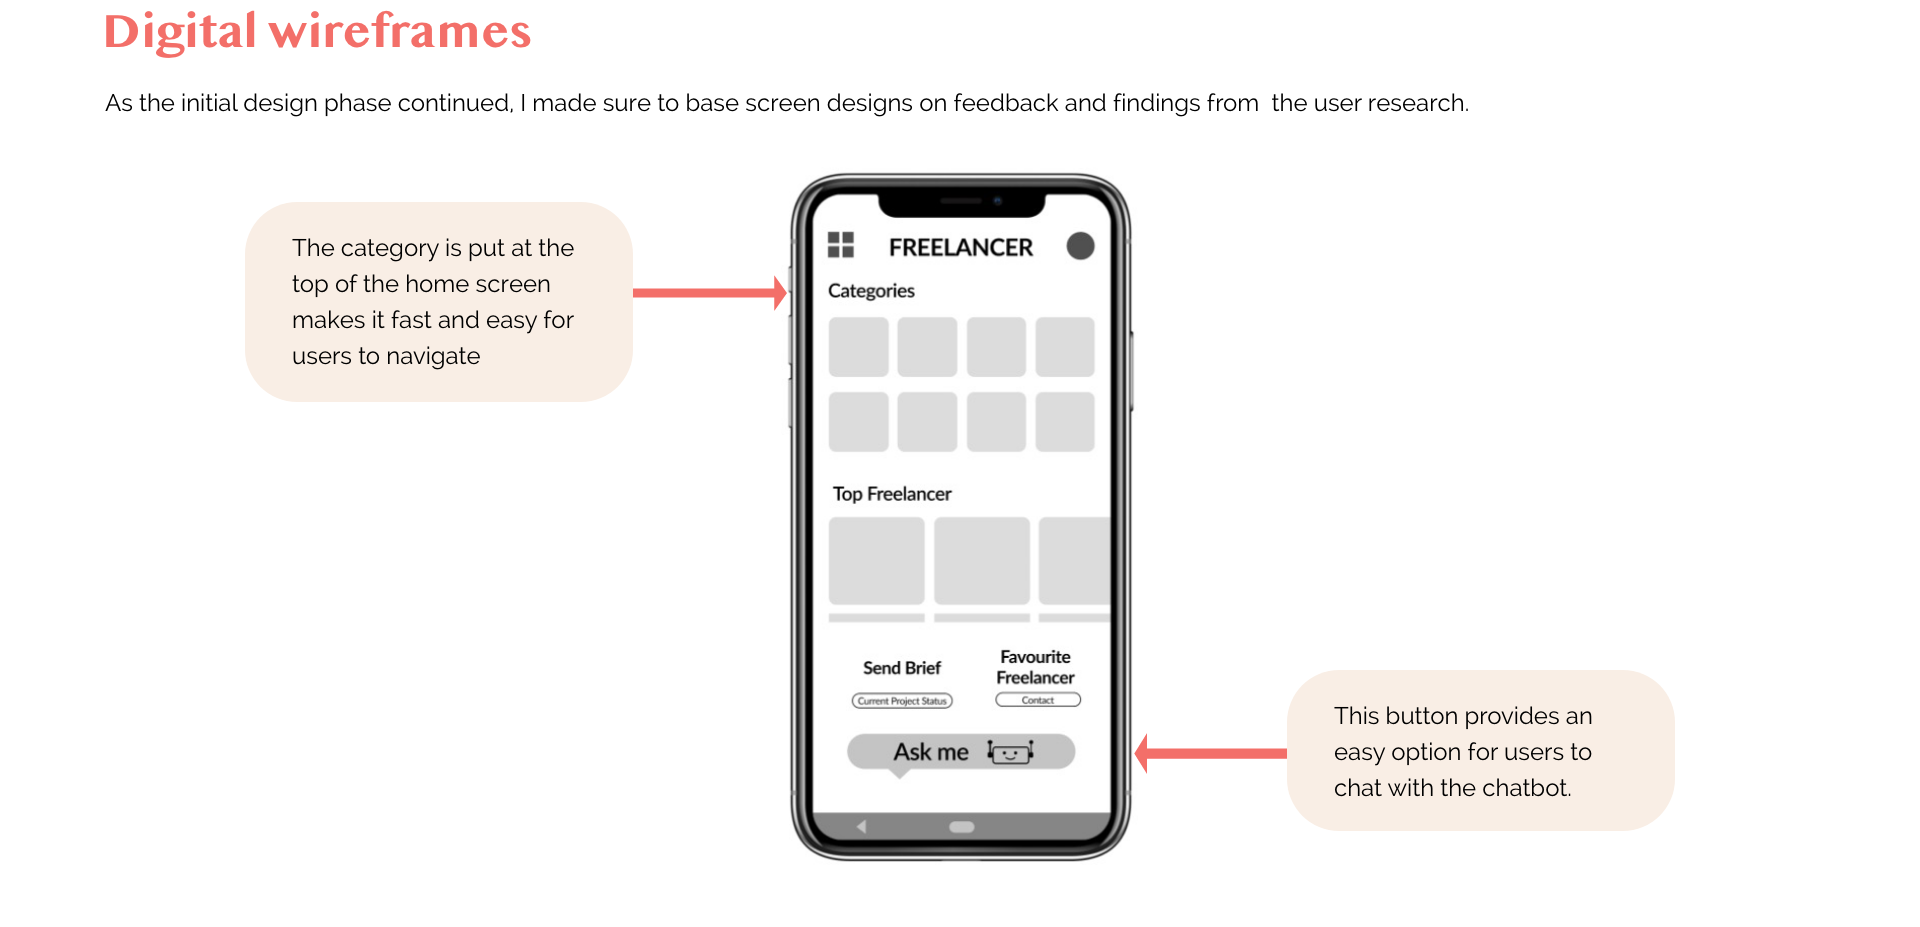 Digital wireframes
As the initial design phase continued, I made sure to base screen designs on feedback and findings from  the user research.
The category is put at the
top of the home screen
makes it fast and easy for
users to navigate
FREELANCER
Categories
Top Freelancer
Send Brief
Current Project Status
Favourite
Freelancer
Contact
Ask me
This button provides an
easy option for users to
chat with the chatbot.